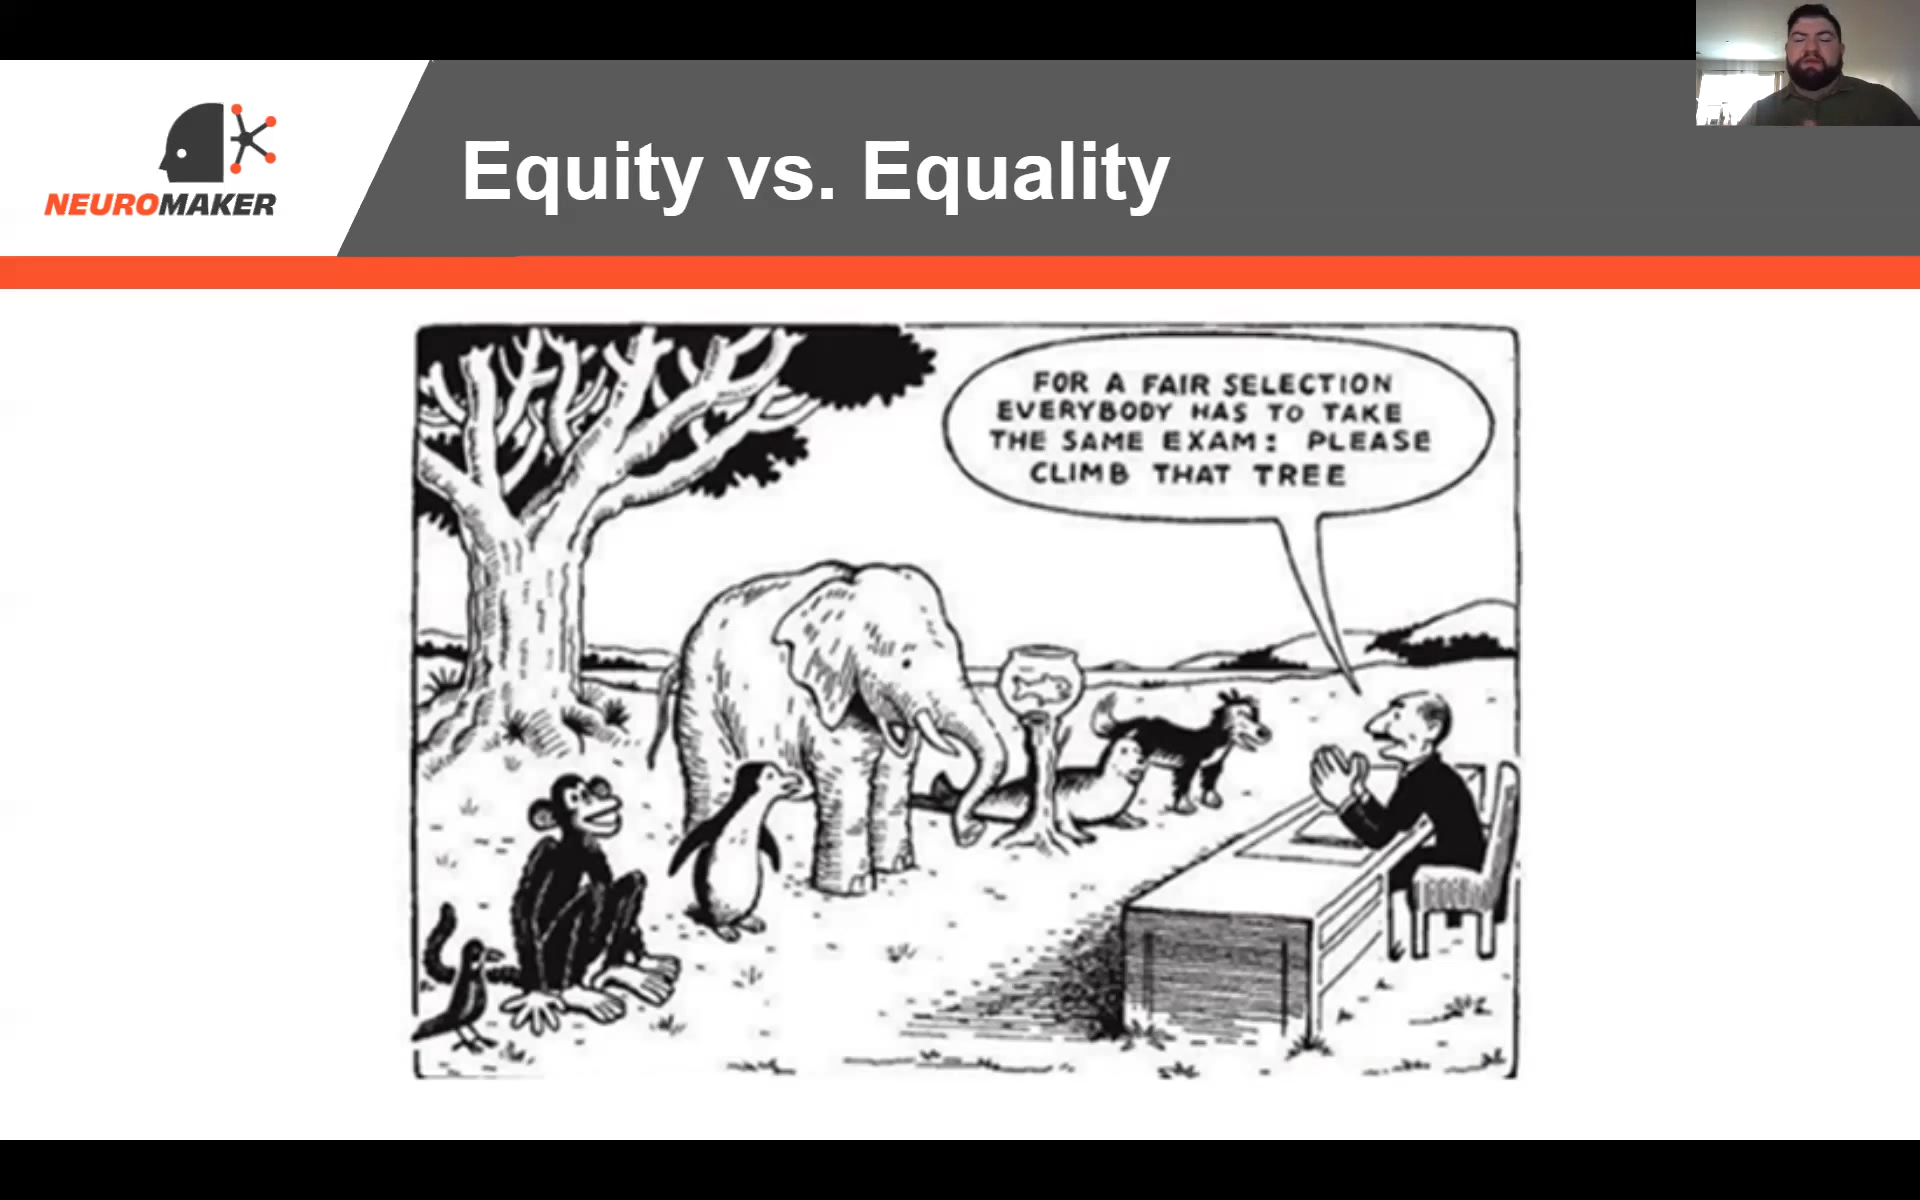 NEUROMAKER
Equity vs. Equality
FOR A FAIR SELECTION
EVERYBODY HAS TO TAKE
THE SAME EXAM: PLEASE
CLIMB THAT TREE